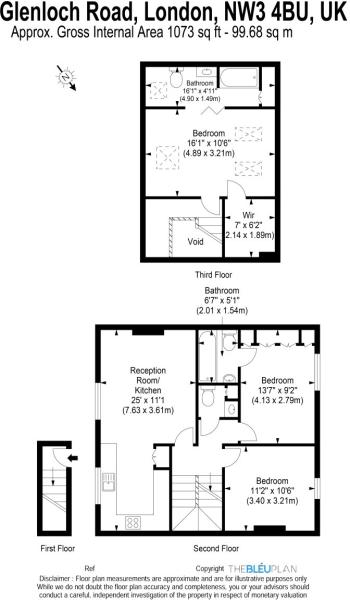 Glenloch Road, London, NW3 4BU, UK
Approx. Gross Internal Area 1073 sq ft - 99.68 sq m
N
Bathroom
16'1" x 4'11"
(4.90 x 1.49m)
Bedroom
16'1" x 10'6"
(4.89 x 3.21m)
Wir
7' x 6'2"
2.14 x 1.89m)
Void
Third Floor
Bathroom
6'7" x 5'1"
(2.01 x 1.54m)
Reception
Room/
Kitchen
25' x 11'1
(7.63 x 3.61m)
Bedroom
13'7" x 9'2"
(4.13 x 2.79m)
Bedroom
11'2" x 10'6"
(3.40 x 3.21m)
First Floor
Second Floor
Ref
Copyright THEBLEUPLAN
Disclaimer : Floor plan measurements are approximate and are for illustrative purposes only
While we do not doubt the floor plan accuracy and completeness, you or your advisors should
conduct a careful, independent investigation of the property in respect of monetary valuation